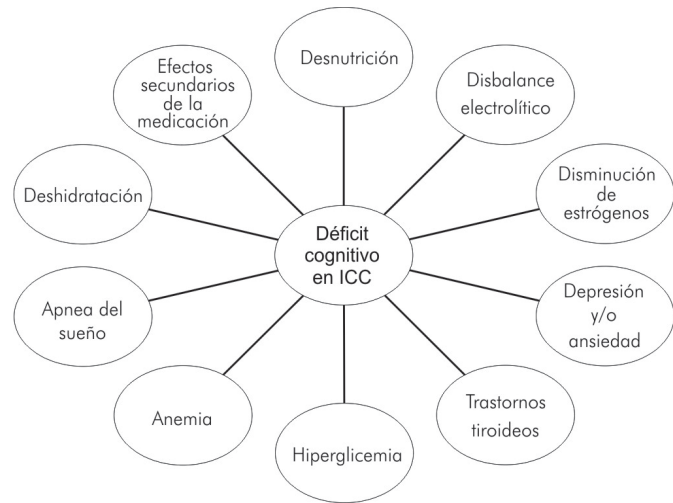 Desnutrición
Efectos
secundarios
de la
medicación
Disbalance
electrolítico
Deshidratación
Disminución
de
estrógenos
Déficit
cognitivo
en ICC
Apnea del
sueño
Depresión
y/o
ansiedad
Anemia
Trastornos
tiroideos
Hiperglicemia